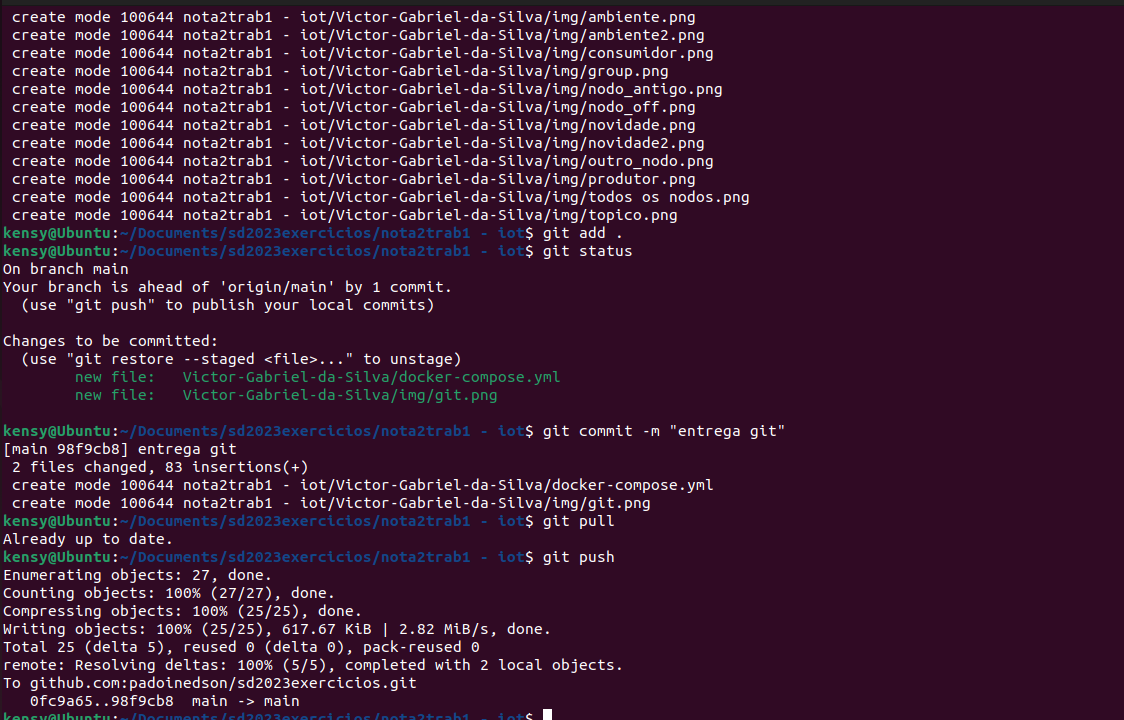 create mode 100644 nota2trab1 - iot/Victor-Gabriel-da-Silva/img/ambiente.png
create mode 100644 nota2trab1 - iot/Victor-Gabriel-da-Silva/img/ambiente2.png
create mode 100644 nota2trab1 - iot/Victor-Gabriel-da-Silva/img/consumidor.png
create mode 100644 nota2trab1 - iot/Victor-Gabriel-da-Silva/img/group.png
create mode 100644 nota2trab1 - iot/Victor-Gabriel-da-Silva/img/nodo_antigo.png
create mode 100644 nota2trab1 - iot/Victor-Gabriel-da-Silva/img/nodo_off.png
create mode 100644 nota2trab1 - iot/Victor-Gabriel-da-Silva/img/novidade.png
create mode 100644 nota2trab1 - iot/Victor-Gabriel-da-Silva/img/novidade2.png
create mode 100644 nota2trab1 - iot/Victor-Gabriel-da-Silva/img/outro_nodo.png
create mode 100644 nota2trab1 - iot/Victor-Gabriel-da-Silva/img/produtor.png
create mode 100644 nota2trab1 - iot/Victor-Gabriel-da-Silva/img/todos os nodos.png
create mode 100644 nota2trab1 - iot/Victor-Gabriel-da-Silva/img/topico.png
kensy@Ubuntu:~/Documents/sd2023exercicios/nota2trab1 - iot$ git add .
kensy@Ubuntu:~/Documents/sd2023exercicios/nota2trab1 - iot$ git status
On branch main
Your branch is ahead of 'origin/main' by 1 commit.
(use "git push" to publish your local commits)
Changes to be committed:
(use "git restore --staged <file>..." to unstage)
new file:   Victor-Gabriel-da-Silva/docker-compose.yml
new file:   Victor-Gabriel-da-Silva/img/git.png
kensy@Ubuntu:~/Documents/sd2023exercicios/nota2trab1 - iot$ git commit -m "entrega git"
[main 98f9cb8] entrega git
2 files changed, 83 insertions(+)
create mode 100644 nota2trab1 - iot/Victor-Gabriel-da-Silva/docker-compose.yml
create mode 100644 nota2trab1 - iot/Victor-Gabriel-da-Silva/img/git.png
kensy@Ubuntu:~/Documents/sd2023exercicios/nota2trab1 - iot$ git pull
Already up to date.
kensy@Ubuntu:~/Documents/sd2023exercicios/nota2trab1 - iot$ git push
Enumerating objects: 27, done.
Counting objects: 100% (27/27), done.
Compressing objects: 100% (25/25), done.
Writing objects: 100% (25/25), 617.67 KiB | 2.82 MiB/s, done.
Total 25 (delta 5), reused 0 (delta 0), pack-reused 0
remote: Resolving deltas: 100% (5/5), completed with 2 local objects.
To github.com:padoinedson/sd2023exercicios.git
0fc9a65..98f9cb8  main -> main
kensy@Ubuntu:~/Documents/sd2023exercicios/nota2trab1 - iot$